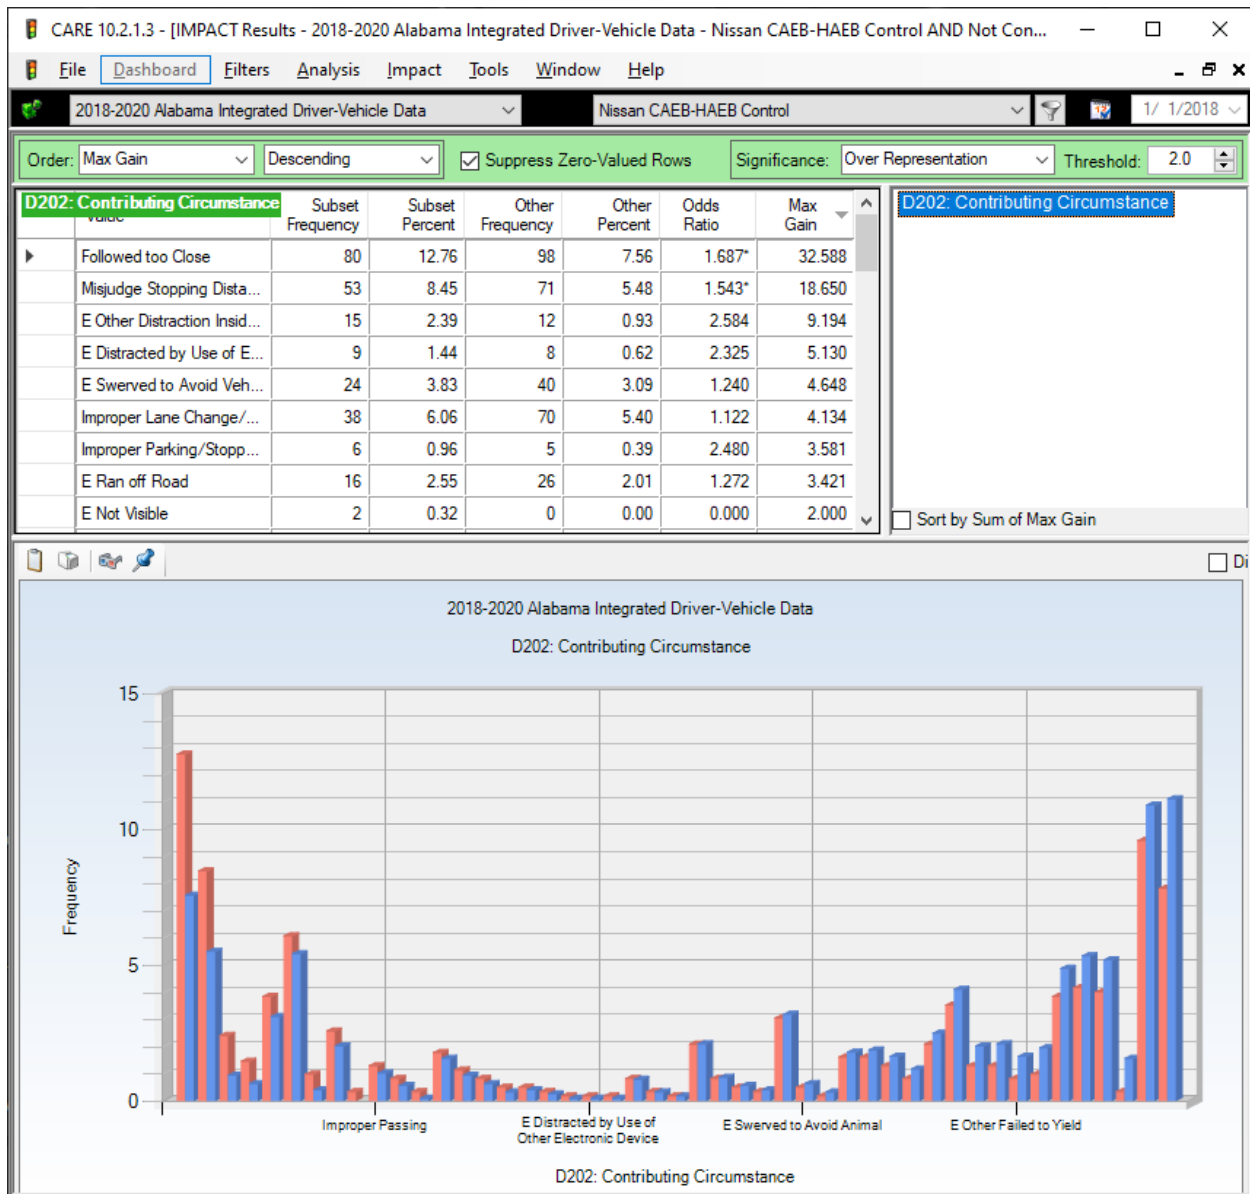 CARE 10.2.1.3 - [IMPACT Results - 2018-2020 Alabama Integrated Driver-Vehicle Data - Nissan CAEB-HAEB Control AND Not Con...
File Dashboard Filters Analysis Impact Tools Window Help
2018-2020 Alabama Integrated Driver-Vehicle Data Nissan CAEB-HAEB Control 1/ 1/2018
Order: Max Gain Descending Suppress Zero-Valued Rows Significance: Over Representation Threshold: 2.0
D202: Contributing Circumstance
Subset Frequency Subset Percent Other Frequency Other Percent Odds Ratio Max Gain
Followed too Close 80 12.76 98 7.56 1.687* 32.588
Misjudge Stopping Dista... 53 8.45 71 5.48 1.543* 18.650
E Other Distraction Insid... 15 2.39 12 0.93 2.584 9.194
E Distracted by Use of E... 9 1.44 8 0.62 2.325 5.130
E Swerved to Avoid Veh... 24 3.83 40 3.09 1.240 4.648
Improper Lane Change/... 38 6.06 70 5.40 1.122 4.134
Improper Parking/Stopp... 6 0.96 5 0.39 2.480 3.581
E Ran off Road 16 2.55 26 2.01 1.272 3.421
E Not Visible 2 0.32 0 0.00 0.000 2.000
D202: Contributing Circumstance
Sort by Sum of Max Gain
Di
2018-2020 Alabama Integrated Driver-Vehicle Data
D202: Contributing Circumstance
15
10
5
0
Frequency
Improper Passing
E Distracted by Use of
Other Electronic Device
E Swerved to Avoid Animal
E Other Failed to Yield
D202: Contributing Circumstance